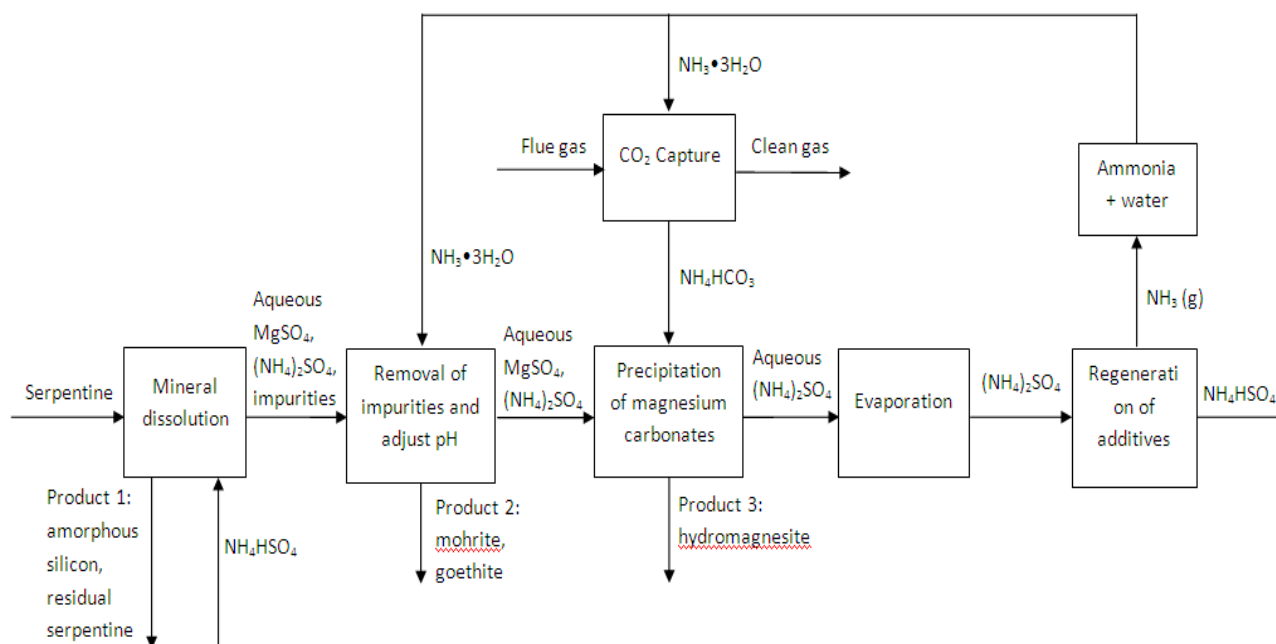 NH₃•3H₂O
Flue gas
CO₂ Capture
Clean gas
Ammonia
+ water
NH₃•3H₂O
NH₄HCO₃
NH₃ (g)
Serpentine
Mineral
dissolution
Aqueous
MgSO₄,
(NH₄)₂SO₄,
impurities
Removal of
impurities and
adjust pH
Aqueous
MgSO₄,
(NH₄)₂SO₄
Precipitation
of magnesium
carbonates
Aqueous
(NH₄)₂SO₄
Evaporation
(NH₄)₂SO₄
Regenerati
on of
additives
NH₄HSO₄
Product 1:
amorphous
silicon,
residual
serpentine
NH₄HSO₄
Product 2:
mohrite,
goethite
Product 3:
hydromagnesite